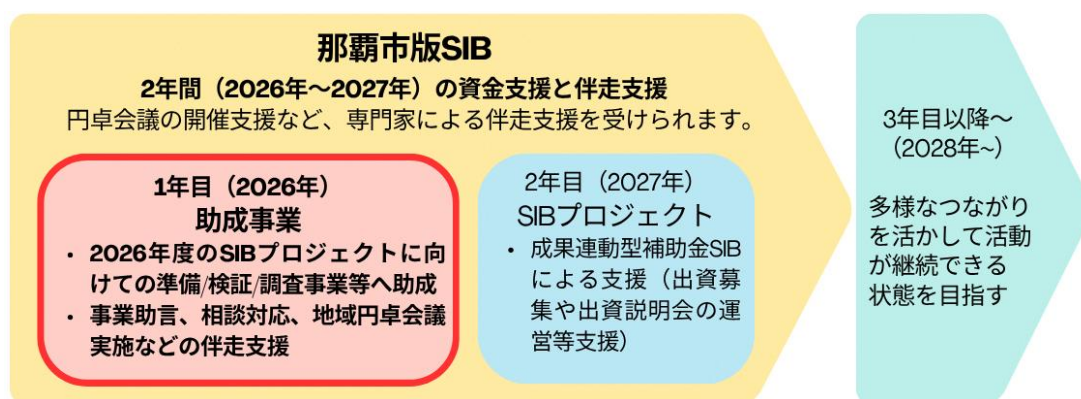 那覇市版SIB
2年間（2026年～2027年）の資金支援と伴走支援
円卓会議の開催支援など、専門家による伴走支援を受けられます。
1年目（2026年）
助成事業
• 2026年度のSIBプロジェクトに向
けての準備/検証/調査事業等へ助成
• 事業助言、相談対応、地域円卓会議
実施などの伴走支援
2年目（2027年）
SIBプロジェクト
• 成果連動型補助金SIB
による支援（出資募
集や出資説明会の運
営等支援）
3年目以降～
（2028年~）
多様なつながり
を活かして活動
が継続できる
状態を目指す